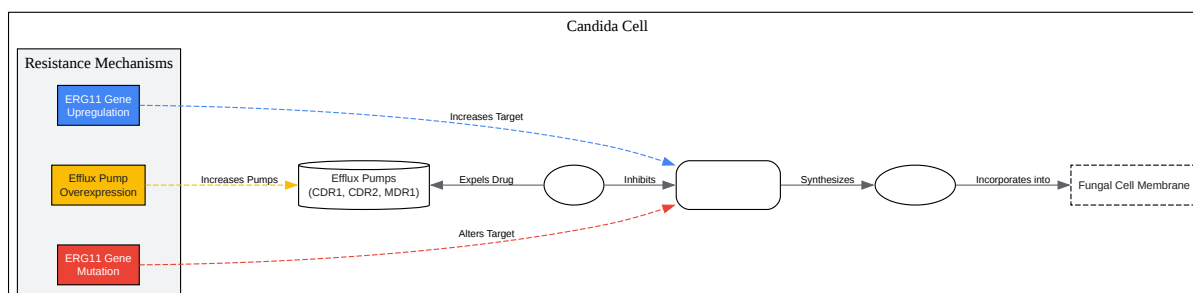 Candida Cell
Resistance Mechanisms
ERG11 Gene
Upregulation
Increases Target
Efflux Pump
Overexpression
Increases Pumps
Efflux Pumps
(CDR1, CDR2, MDR1)
Expels Drug
Inhibits
Synthesizes
Incorporates into
Fungal Cell Membrane
Alters Target
ERG11 Gene
Mutation